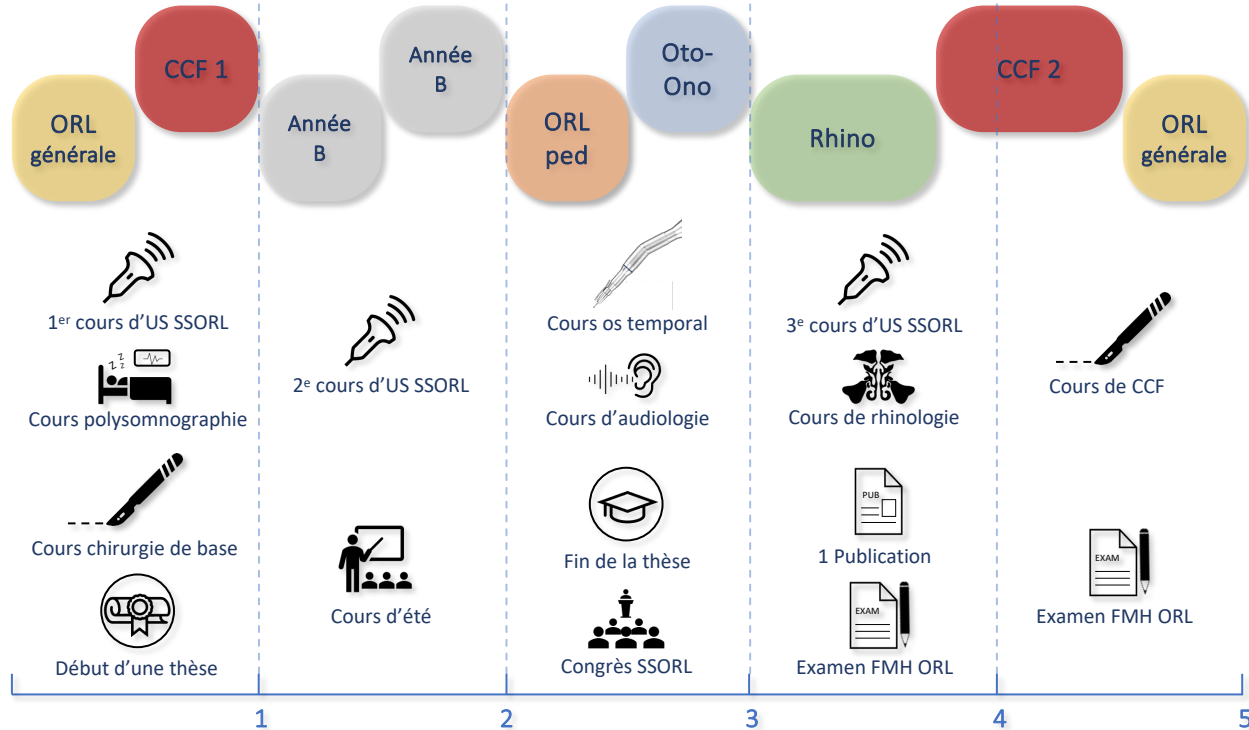 CCF 1
Année
B
Oto-
Ono
CCF 2
ORL
générale
Année
B
ORL
ped
Rhino
ORL
générale
1er cours d’US SSORL
2e cours d’US SSORL
Cours os temporal
3e cours d’US SSORL
Cours de CCF
z z z
Cours polysomnographie
Cours d’audiologie
Cours de rhinologie
Cours chirurgie de base
Fin de la thèse
PUB
1 Publication
EXAM
Examen FMH ORL
Début d’une thèse
Cours d’été
Congrès SSORL
EXAM
Examen FMH ORL
1
2
3
4
5